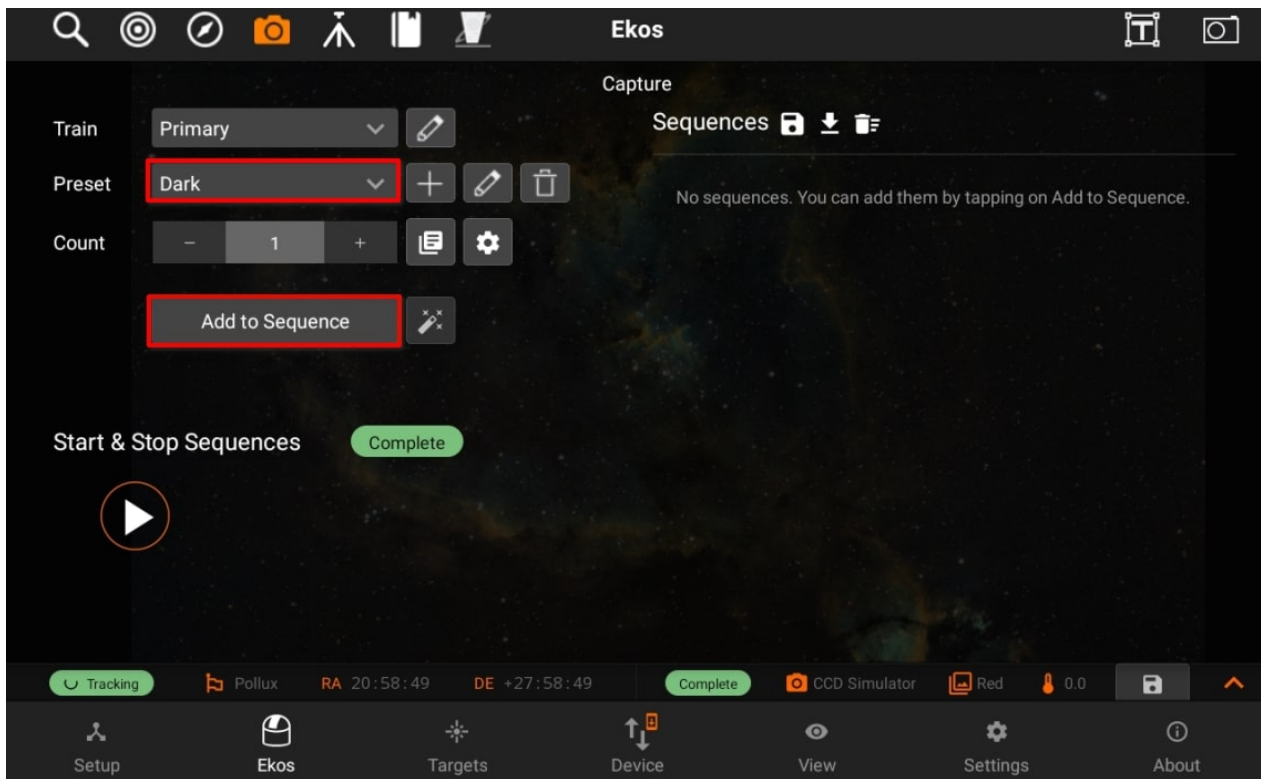 Ekos
Capture
Train Primary
Sequences
Preset Dark
No sequences. You can add them by tapping on Add to Sequence.
Count - 1 +
Add to Sequence
Start & Stop Sequences Complete
Tracking Pollux RA 20:58:49 DE +27:58:49 Complete CCD Simulator Red 0.0
Setup Ekos Targets Device View Settings About